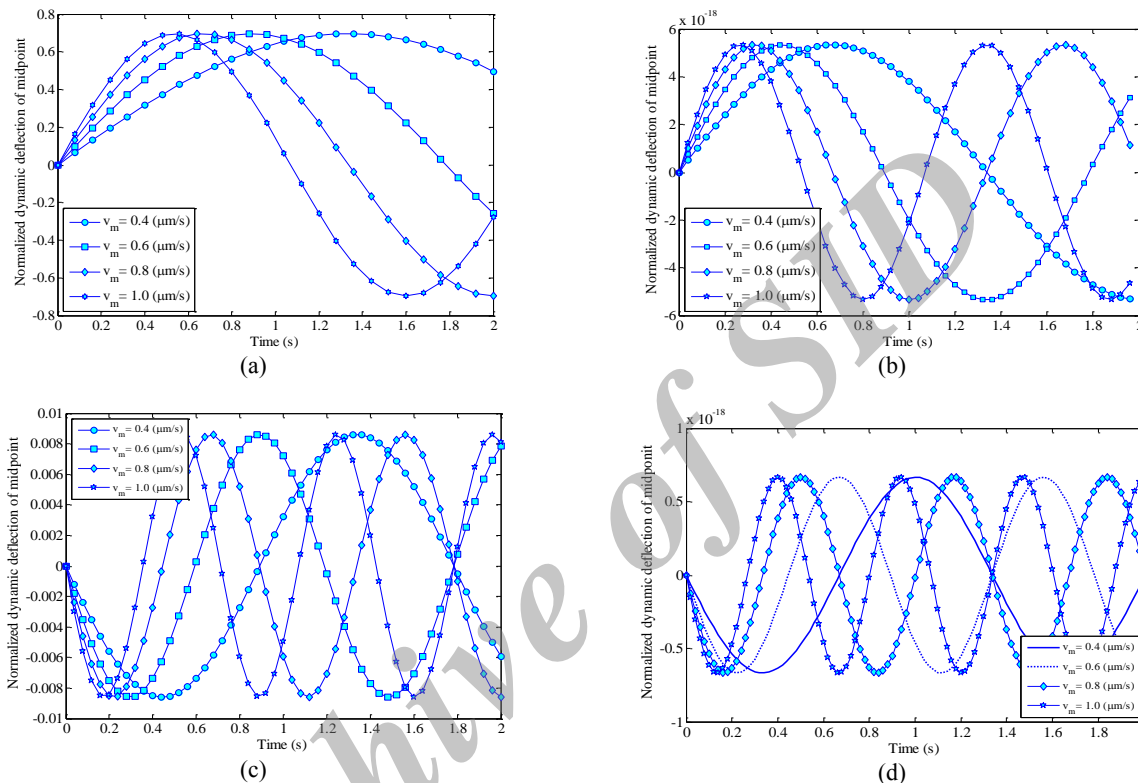 0.8
0.6
0.4
0.2
0
-0.2
-0.4
-0.6
-0.8
0 0.2 0.4 0.6 0.8 1 1.2 1.4 1.6 1.8 2
Normalized dynamic deflection of midpoint
Time (s)
v_m= 0.4 (μm/s)
v_m= 0.6 (μm/s)
v_m= 0.8 (μm/s)
v_m= 1.0 (μm/s)
(a)
x 10^-18
6
4
2
0
-2
-4
-6
0 0.2 0.4 0.6 0.8 1.0 1.2 1.4 1.6 1.8
Normalized dynamic deflection of midpoint
Time (s)
v_m= 0.4 (μm/s)
v_m= 0.6 (μm/s)
v_m= 0.8 (μm/s)
v_m= 1.0 (μm/s)
(b)
0.01
0.008
0.006
0.004
0.002
0
-0.002
-0.004
-0.006
-0.008
-0.01
0 0.2 0.4 0.6 0.8 1 1.2 1.4 1.6 1.8 2
Normalized dynamic deflection of midpoint
Time (s)
v_m= 0.4 (μm/s)
v_m= 0.6 (μm/s)
v_m= 0.8 (μm/s)
v_m= 1.0 (μm/s)
(c)
x 10^-18
1
0.5
0
-0.5
-1
0 0.2 0.4 0.6 0.8 1 1.2 1.4 1.6 1.8
Normalized dynamic deflection of midpoint
Time (s)
v_m = 0.4 (μm/s)
v_m = 0.6 (μm/s)
v_m = 0.8 (μm/s)
v_m = 1.0 (μm/s)
(d)
hive of SID